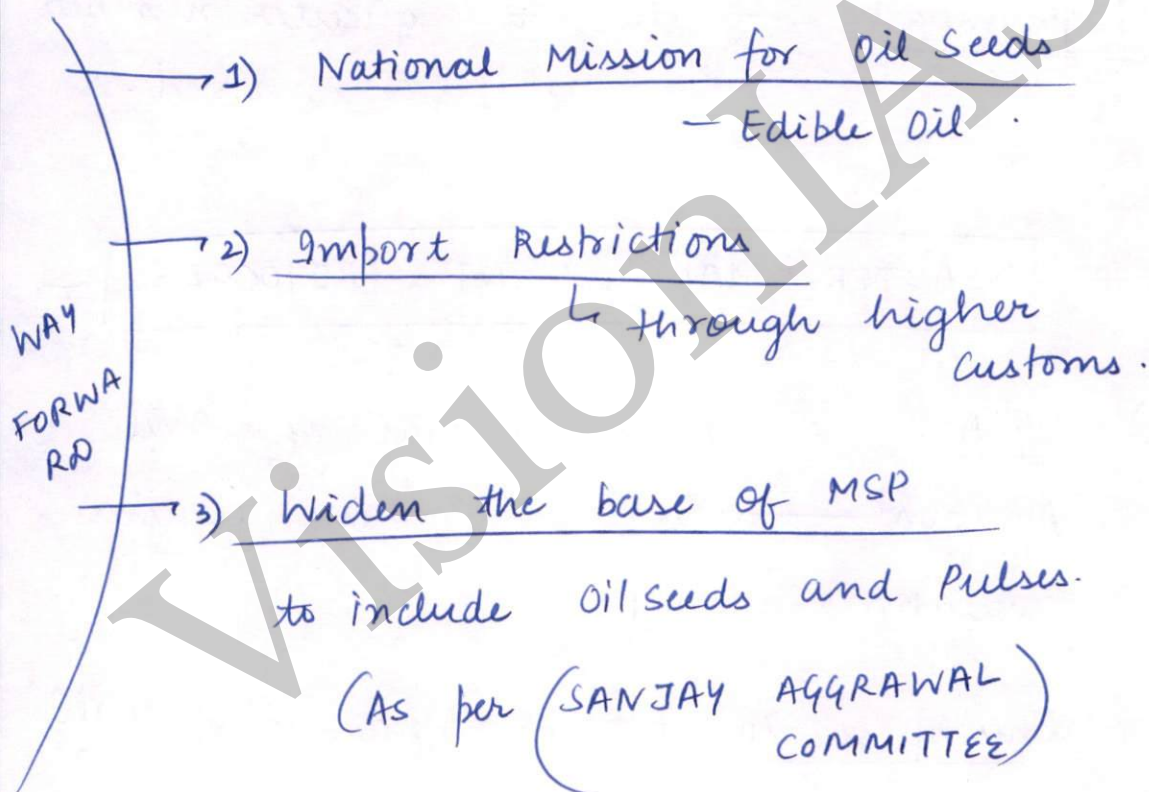 1) National Mission for Oil Seeds
- Edible Oil.
2) Import Restrictions
↳ through higher
customs.
WAY
FORWA
RD
3) Widen the base of MSP
to include Oil seeds and Pulses.
(As per (SANJAY AGGRAWAL
COMMITTEE)
VisionIAS